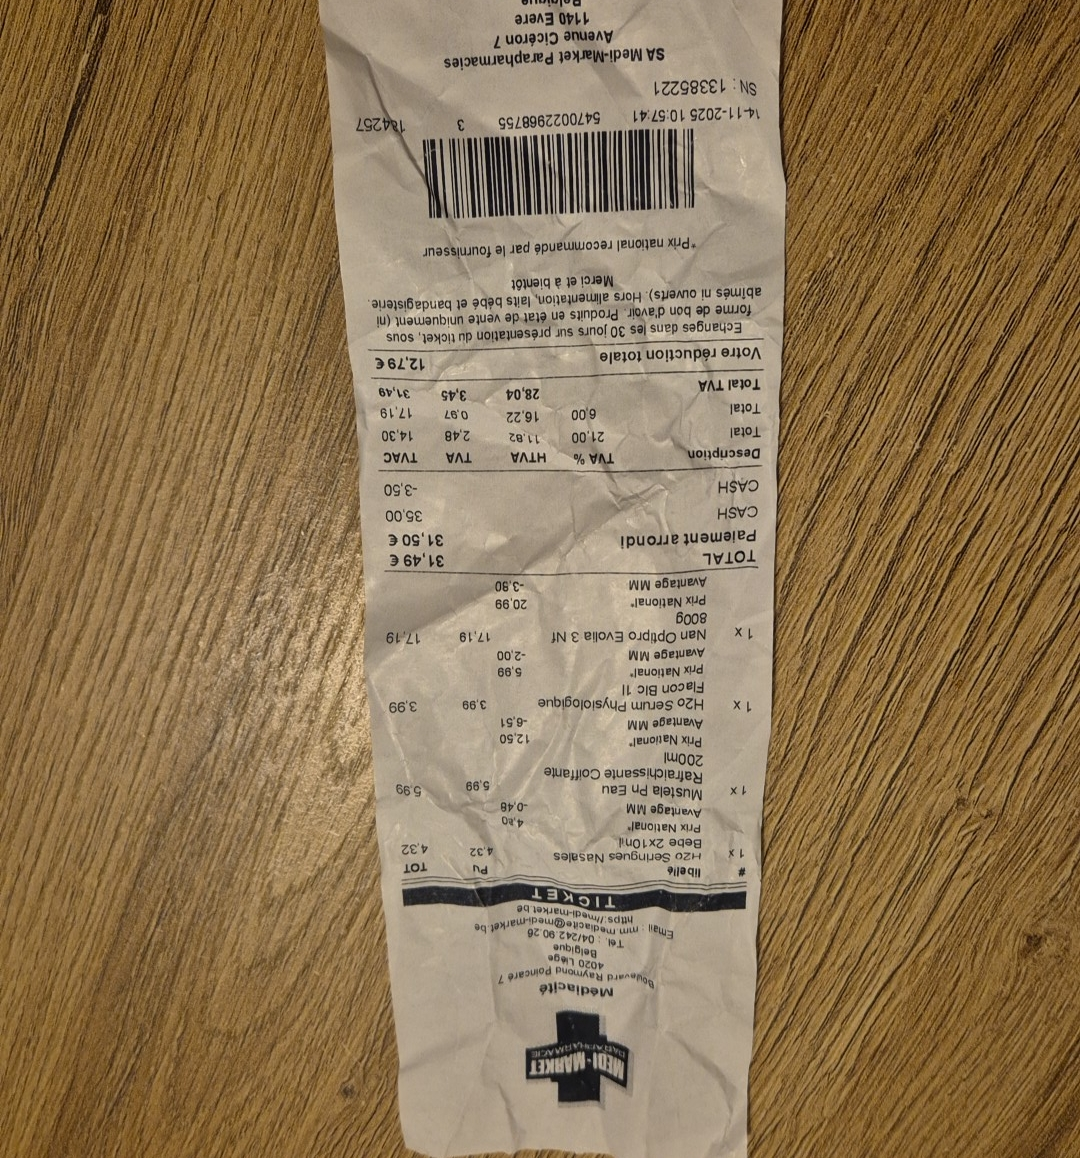 MEDI-MARKET
PARAPHARMACIE
Médiacité
Boulevard Raymond Poincaré 7
4020 Liège
Belgique
Tél. : 04/242.90.26
Email : mm.mediacite@medi-market.be
https://medi-market.be
TICKET
# libellé Pu TOT
1 x H2o Seringues Nasales 4,32 4,32
Bebe 2x10ml
Prix National* 4,80
Avantage MM -0,48
1 x Mustela Pn Eau 5,99 5,99
Rafraichissante Coiffante
200ml
Prix National* 12,50
Avantage MM -6,51
1 x H2o Serum Physiologique 3,99 3,99
Flacon Blc 1l
Prix National* 5,99
Avantage MM -2,00
1 x Nan Optipro Evolia 3 Nf 17,19 17,19
800g
Prix National* 20,99
Avantage MM -3,80
TOTAL 31,49 €
Paiement arrondi 31,50 €
CASH 35,00
CASH -3,50
Description TVA % HTVA TVA TVAC
Total 21,00 11,82 2,48 14,30
Total 6,00 16,22 0,97 17,19
Total TVA 28,04 3,45 31,49
Votre réduction totale 12,79 €
Echanges dans les 30 jours sur présentation du ticket, sous
forme de bon d'avoir. Produits en état de vente uniquement (ni
abîmés ni ouverts). Hors alimentation, laits bébé et bandagisterie.
Merci et à bientôt
*Prix national recommandé par le fournisseur
14-11-2025 10:57:41 5470022968755 3 184257
SN : 13385221
SA Medi-Market Parapharmacies
Avenue Cicéron 7
1140 Evere
Belgique